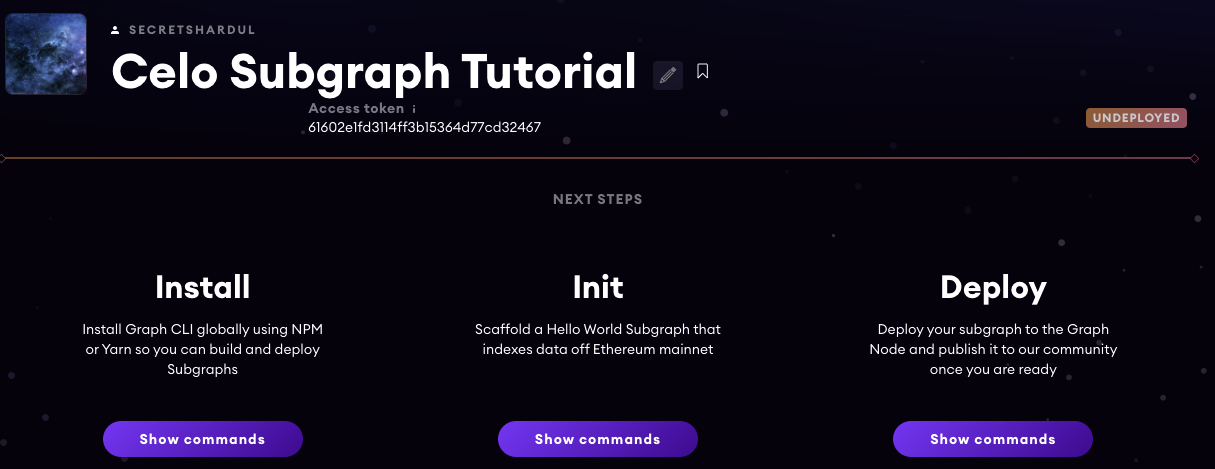 SECRETSHARDUL
Celo Subgraph Tutorial
Access token i
61602e1fd3114ff3b15364d77cd32467
UNDEPLOYED
NEXT STEPS
Install
Install Graph CLI globally using NPM
or Yarn so you can build and deploy
Subgraphs
Show commands
Init
Scaffold a Hello World Subgraph that
indexes data off Ethereum mainnet
Show commands
Deploy
Deploy your subgraph to the Graph
Node and publish it to our community
once you are ready
Show commands